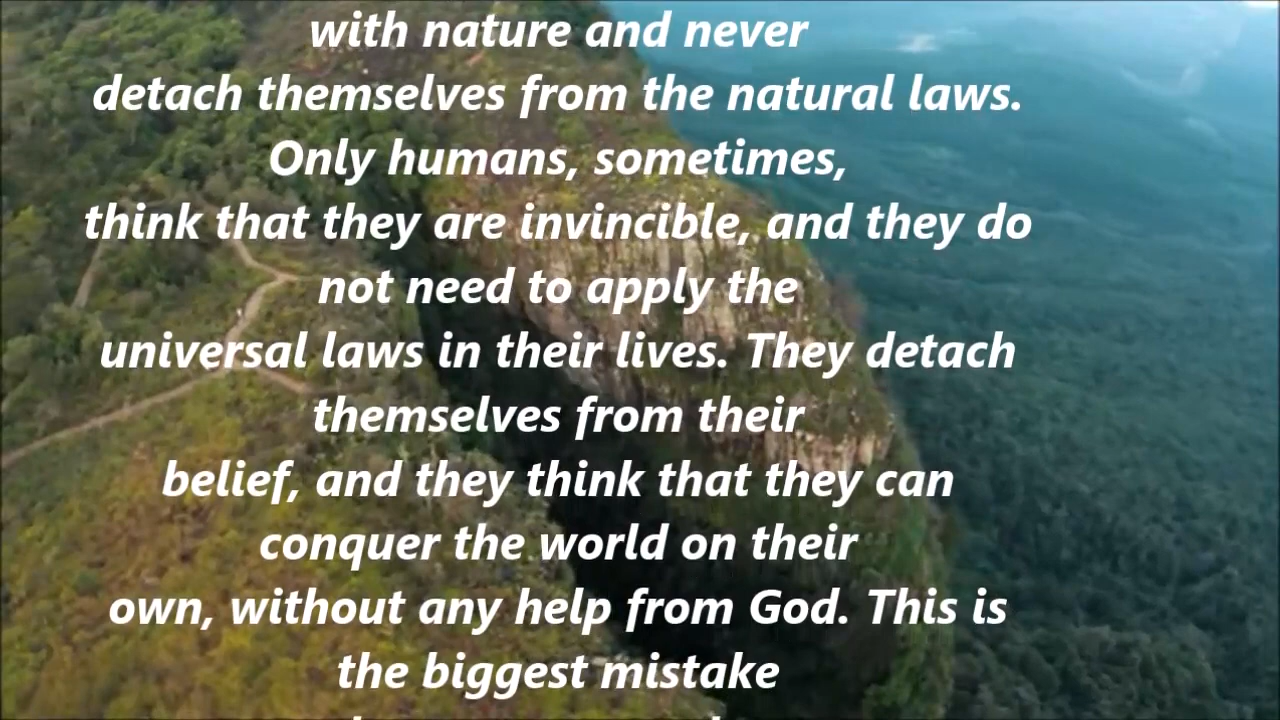 with nature and never
detach themselves from the natural laws.
Only humans, sometimes,
think that they are invincible, and they do
not need to apply the
universal laws in their lives. They detach
themselves from their
belief, and they think that they can
conquer the world on their
own, without any help from God. This is
the biggest mistake